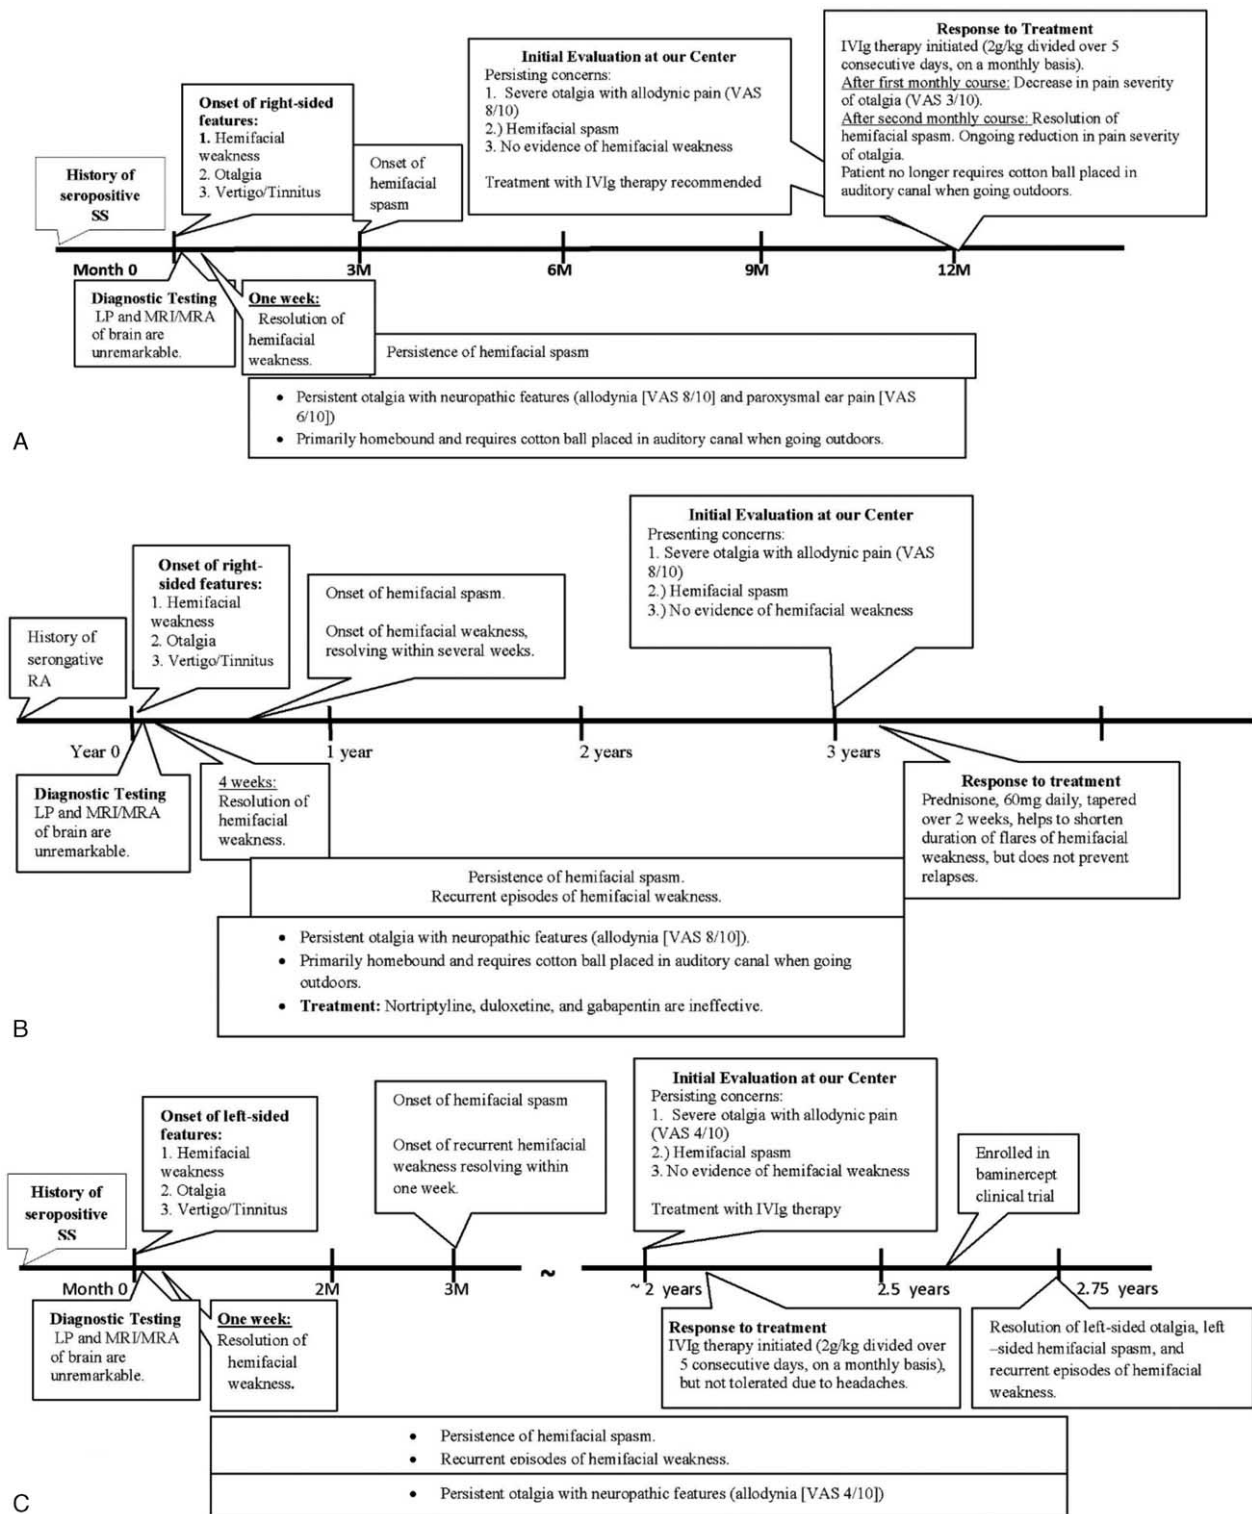 History of
seropositive
SS
Onset of right-sided
features:
1. Hemifacial
weakness
2. Otalgia
3. Vertigo/Tinnitus
Onset of
hemifacial
spasm
Initial Evaluation at our Center
Persisting concerns:
1. Severe otalgia with allodynic pain (VAS
8/10)
2.) Hemifacial spasm
3. No evidence of hemifacial weakness
Treatment with IVIg therapy recommended
Response to Treatment
IVIg therapy initiated (2g/kg divided over 5
consecutive days, on a monthly basis).
After first monthly course: Decrease in pain severity
of otalgia (VAS 3/10).
After second monthly course: Resolution of
hemifacial spasm. Ongoing reduction in pain severity
of otalgia.
Patient no longer requires cotton ball placed in
auditory canal when going outdoors.
Month 0
3M
6M
9M
12M
Diagnostic Testing
LP and MRI/MRA
of brain are
unremarkable.
One week:
Resolution of
hemifacial
weakness.
Persistence of hemifacial spasm
• Persistent otalgia with neuropathic features (allodynia [VAS 8/10] and paroxysmal ear pain [VAS
6/10])
• Primarily homebound and requires cotton ball placed in auditory canal when going outdoors.
A
History of
serongative
RA
Onset of right-
sided features:
1. Hemifacial
weakness
2. Otalgia
3. Vertigo/Tinnitus
Onset of hemifacial spasm.
Onset of hemifacial weakness,
resolving within several weeks.
Initial Evaluation at our Center
Presenting concerns:
1. Severe otalgia with allodynic pain (VAS
8/10)
2.) Hemifacial spasm
3.) No evidence of hemifacial weakness
Year 0
1 year
2 years
3 years
Diagnostic Testing
LP and MRI/MRA
of brain are
unremarkable.
4 weeks:
Resolution of
hemifacial
weakness.
Response to treatment
Prednisone, 60mg daily, tapered
over 2 weeks, helps to shorten
duration of flares of hemifacial
weakness, but does not prevent
relapses.
Persistence of hemifacial spasm.
Recurrent episodes of hemifacial weakness.
• Persistent otalgia with neuropathic features (allodynia [VAS 8/10]).
• Primarily homebound and requires cotton ball placed in auditory canal when going
outdoors.
• Treatment: Nortriptyline, duloxetine, and gabapentin are ineffective.
B
History of
seropositive
SS
Onset of left-sided
features:
1. Hemifacial
weakness
2. Otalgia
3. Vertigo/Tinnitus
Onset of hemifacial spasm
Onset of recurrent hemifacial
weakness resolving within
one week.
Initial Evaluation at our Center
Persisting concerns:
1. Severe otalgia with allodynic pain
(VAS 4/10)
2.) Hemifacial spasm
3. No evidence of hemifacial weakness
Treatment with IVIg therapy
Enrolled in
baminercept
clinical trial
Month 0
2M
3M
~
~ 2 years
2.5 years
2.75 years
Diagnostic Testing
LP and MRI/MRA
of brain are
unremarkable.
One week:
Resolution of
hemifacial
weakness.
Response to treatment
IVIg therapy initiated (2g/kg divided over
5 consecutive days, on a monthly basis),
but not tolerated due to headaches.
Resolution of left-sided otalgia, left
–sided hemifacial spasm, and
recurrent episodes of hemifacial
weakness.
• Persistence of hemifacial spasm.
• Recurrent episodes of hemifacial weakness.
• Persistent otalgia with neuropathic features (allodynia [VAS 4/10])
C